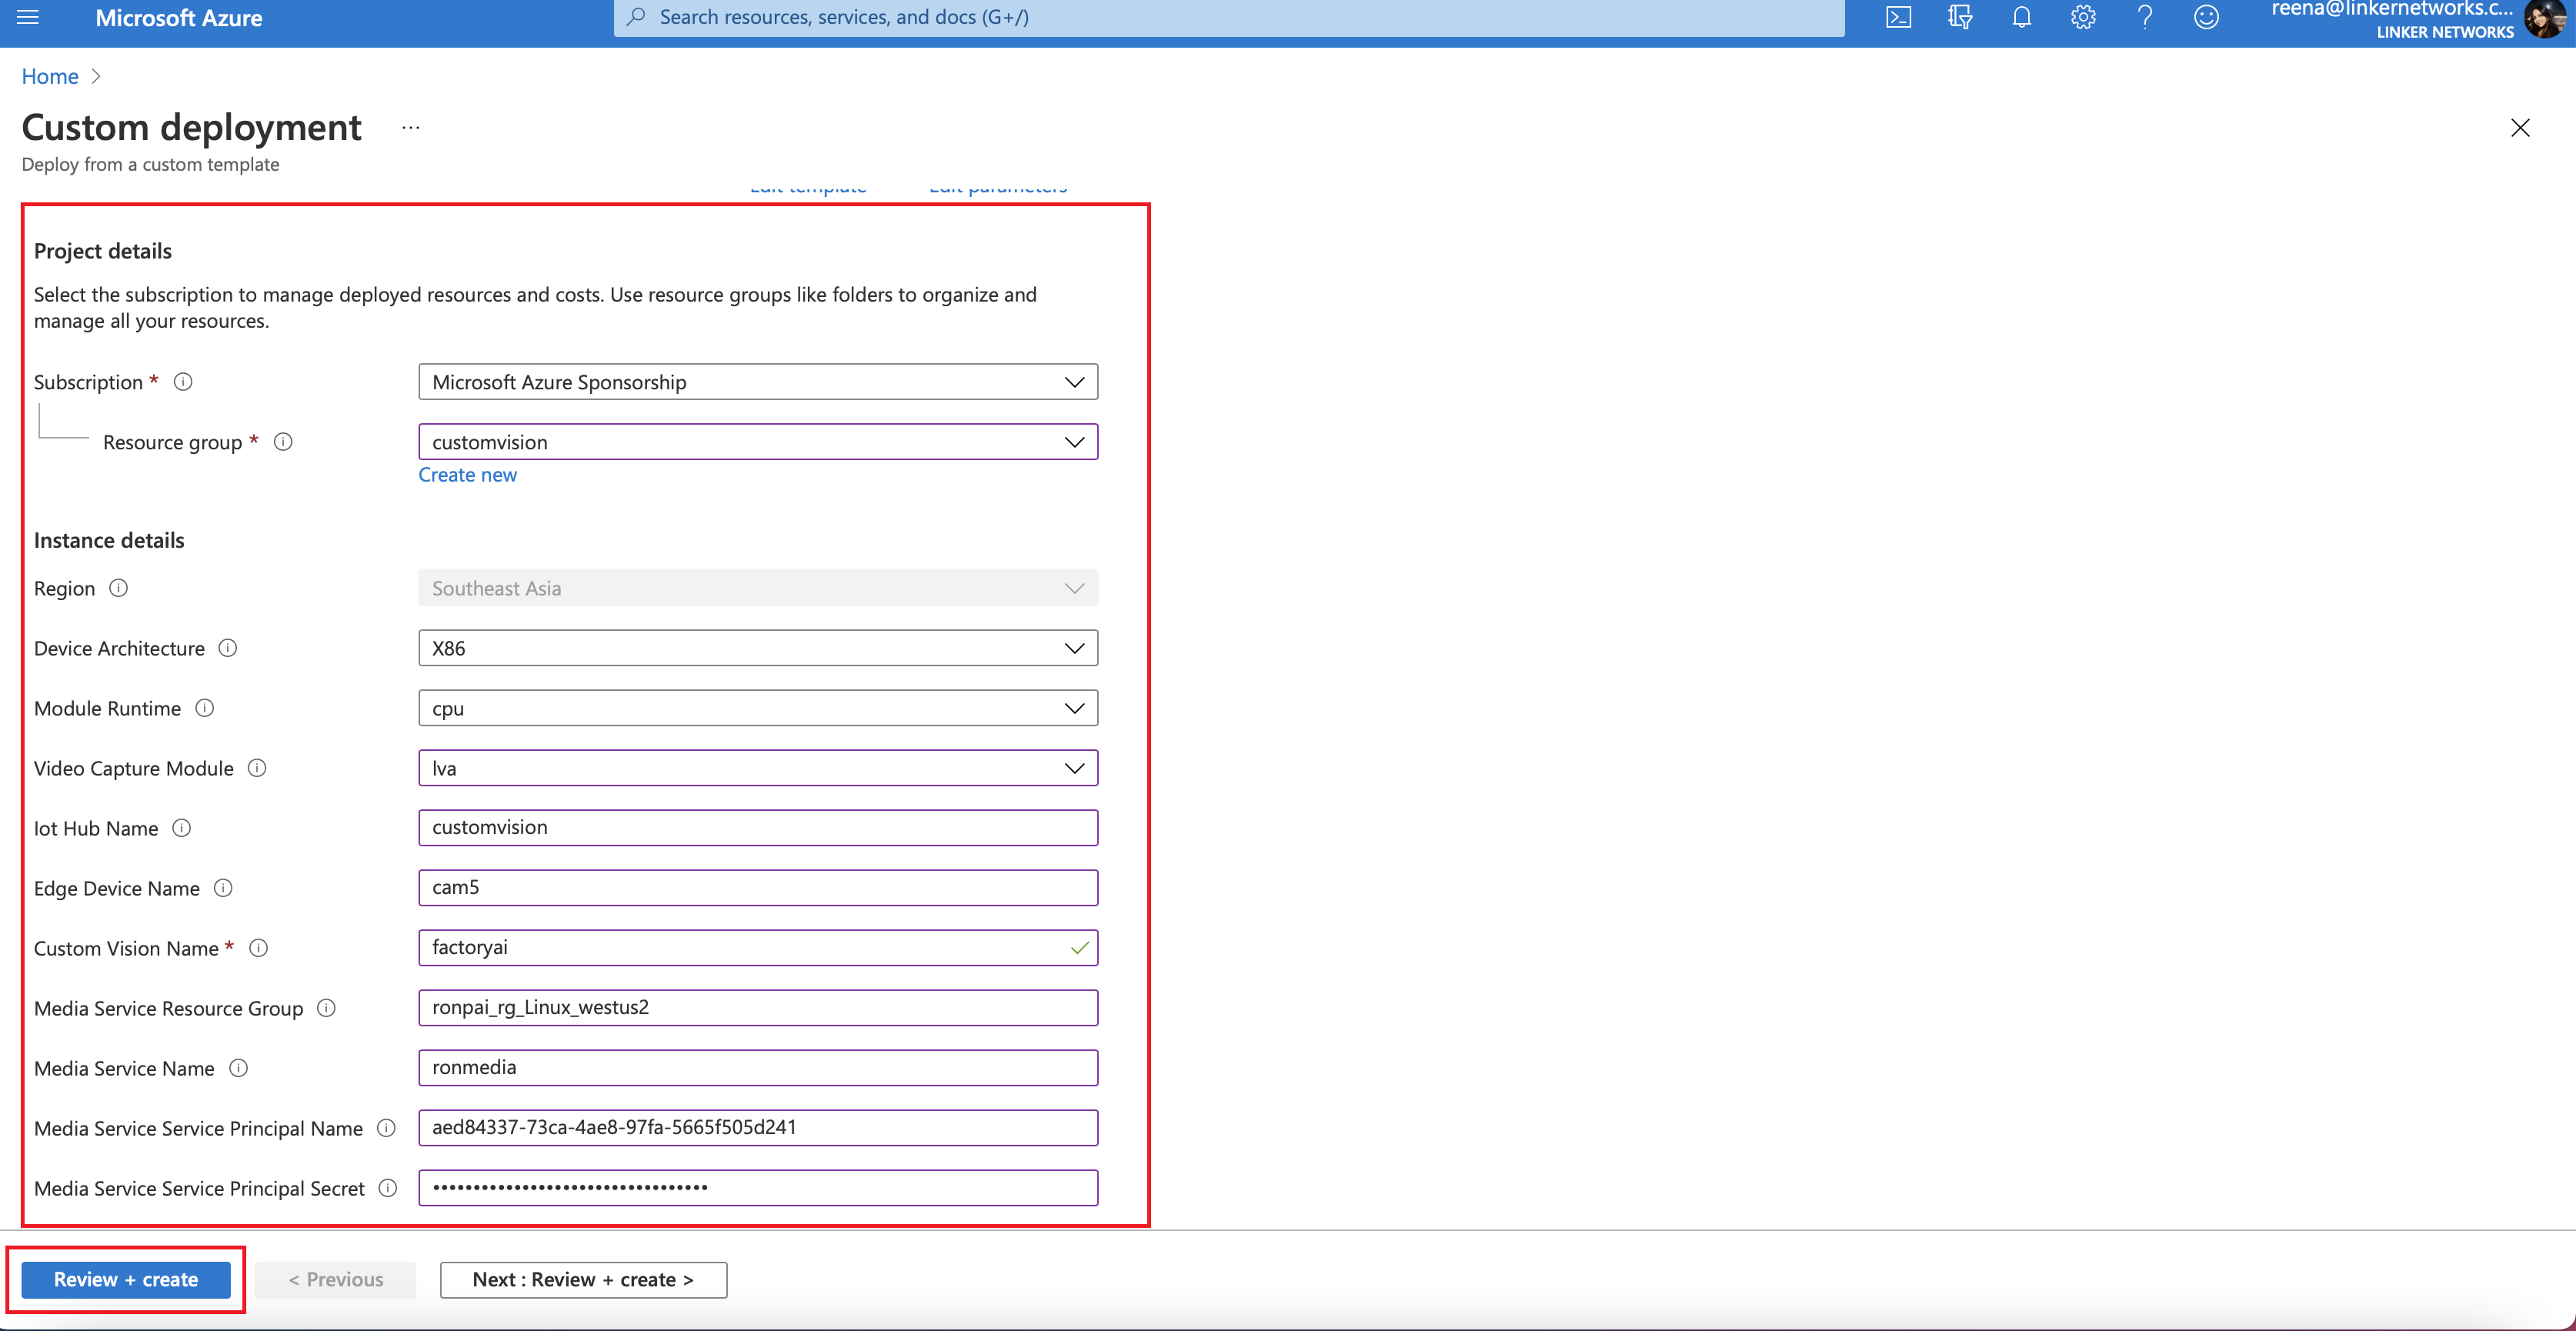 Microsoft Azure
Search resources, services, and docs (G+/)
reena@linkernetworks.c...
LINKER NETWORKS
Home
Custom deployment ...
Deploy from a custom template
Edit template Edit parameters
Project details
Select the subscription to manage deployed resources and costs. Use resource groups like folders to organize and
manage all your resources.
Subscription * Microsoft Azure Sponsorship
Resource group * customvision
Create new
Instance details
Region Southeast Asia
Device Architecture X86
Module Runtime cpu
Video Capture Module lva
Iot Hub Name customvision
Edge Device Name cam5
Custom Vision Name * factoryai
Media Service Resource Group ronpai_rg_Linux_westus2
Media Service Name ronmedia
Media Service Service Principal Name aed84337-73ca-4ae8-97fa-5665f505d241
Media Service Service Principal Secret ••••••••••••••••••••••••••••••••••
Review + create < Previous Next : Review + create >